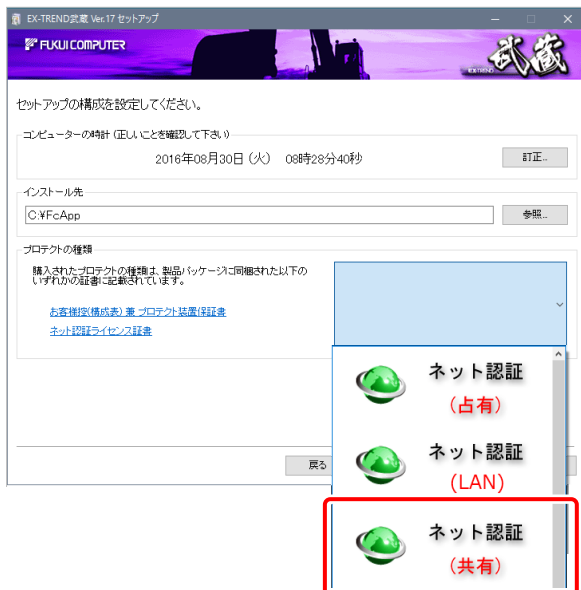 EX-TREND武蔵 Ver.17 セットアップ
FUKUI COMPUTER
EX-TREND 武蔵
セットアップの構成を設定してください。
コンピューターの時計 (正しいことを確認して下さい)
2016年08月30日 (火) 08時28分40秒
訂正...
インストール先
C:¥FcApp
参照...
プロテクトの種類
購入されたプロテクトの種類は、製品パッケージに同梱された以下の
いずれかの証書に記載されています。
お客様控(構成表) 兼 プロテクト装置保証書
ネット認証ライセンス証書
ネット認証
(占有)
ネット認証
(LAN)
ネット認証
(共有)
戻る